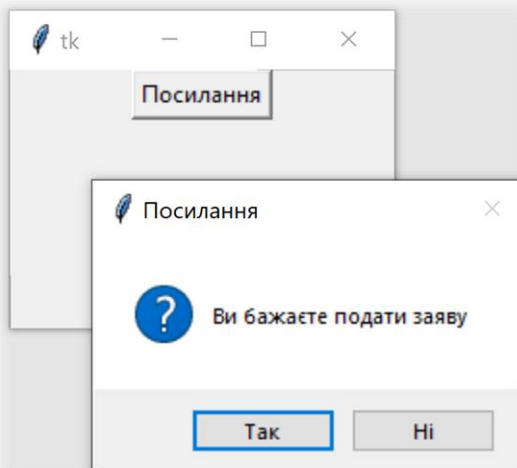 tk
Посилання
Посилання
Ви бажаєте подати заяву
Так Ні